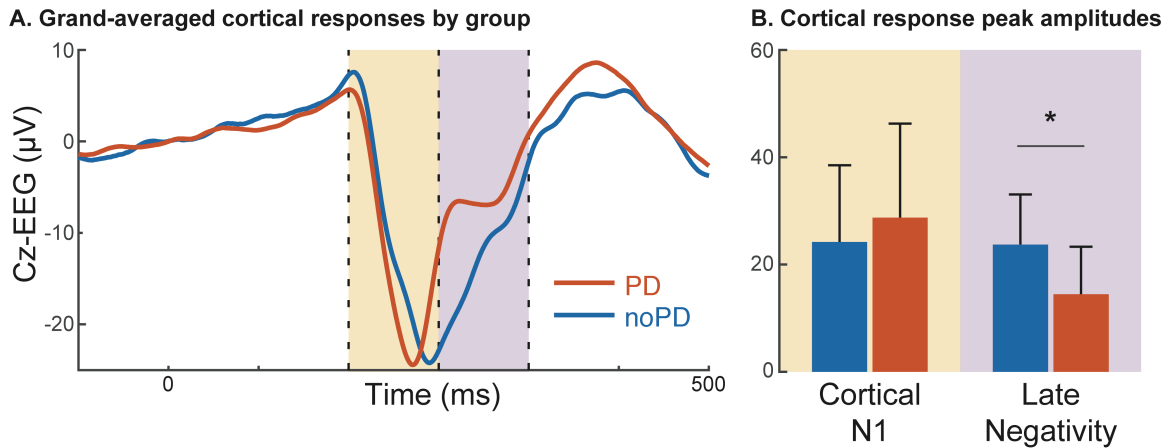 A. Grand-averaged cortical responses by group
10
0
-10
-20
Cz-EEG (µV)
PD
noPD
0
500
Time (ms)
B. Cortical response peak amplitudes
60
40
20
0
*
Cortical
N1
Late
Negativity